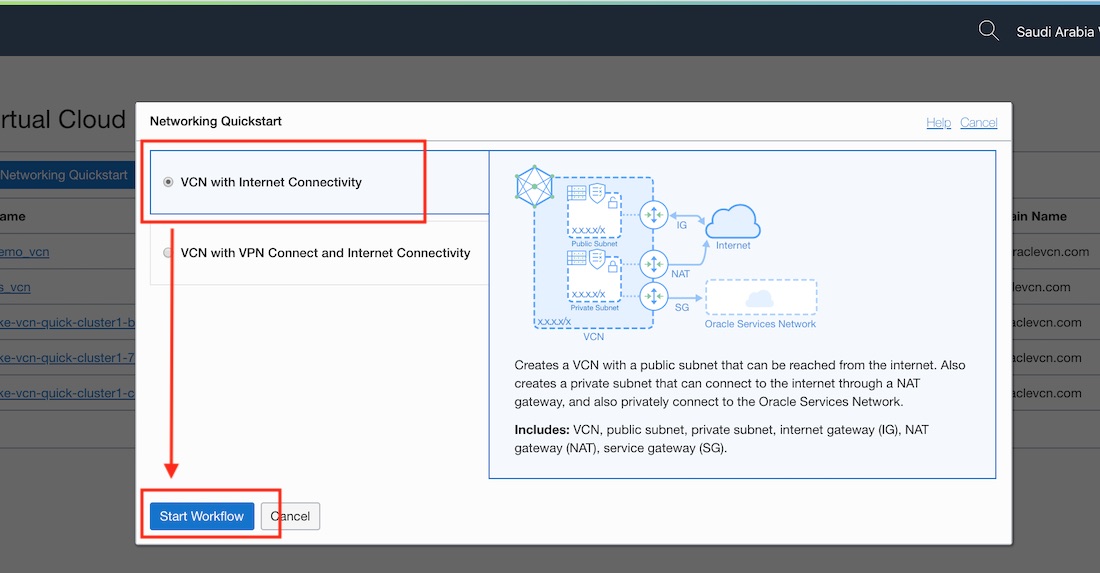 Saudi Arabia
rtual Cloud
Networking Quickstart
Help Cancel
VCN with Internet Connectivity
VCN with VPN Connect and Internet Connectivity
Networking Quickstart
ame
emo_vcn
s_vcn
ke-vcn-quick-cluster1-b
ke-vcn-quick-cluster1-7
ke-vcn-quick-cluster1-c
X.X.X.X/X
Public Subnet
X.X.X.X/X
Private Subnet
X.X.X.X/X
VCN
IG
NAT
SG
Internet
Oracle Services Network
Creates a VCN with a public subnet that can be reached from the internet. Also
creates a private subnet that can connect to the internet through a NAT
gateway, and also privately connect to the Oracle Services Network.
Includes: VCN, public subnet, private subnet, internet gateway (IG), NAT
gateway (NAT), service gateway (SG).
ain Name
raclevcn.com
levcn.com
aclevcn.com
aclevcn.com
aclevcn.com
Start Workflow
Cancel